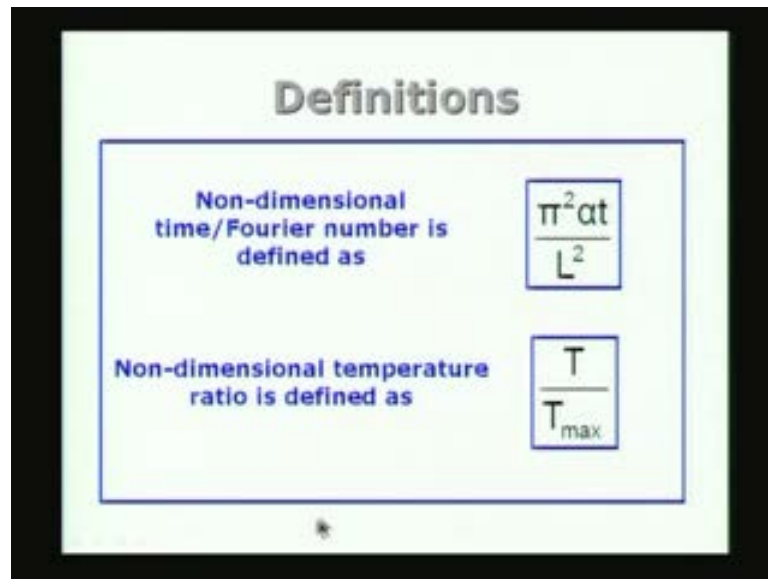 Definitions
Non-dimensional
time/Fourier number is
defined as
π²αt
L²
Non-dimensional temperature
ratio is defined as
T
Tmax